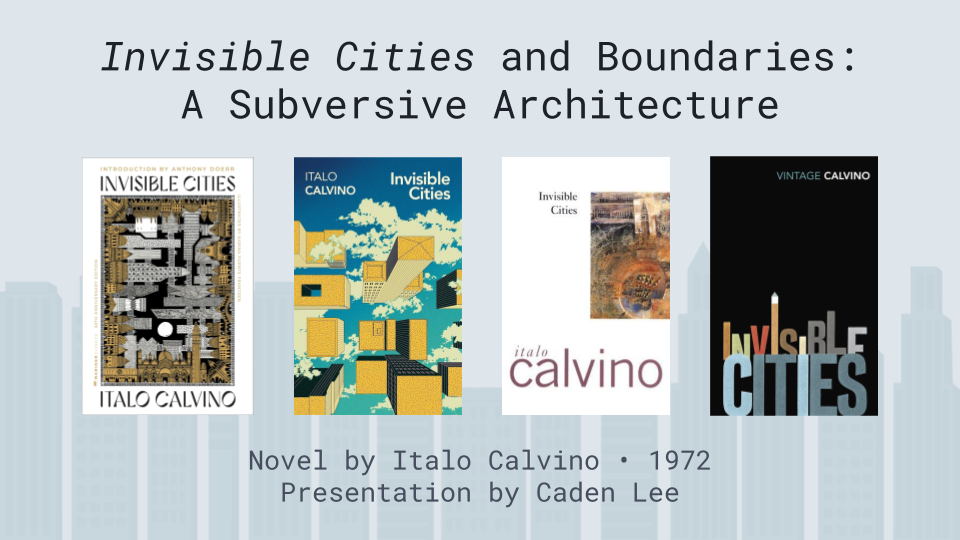 Invisible Cities and Boundaries:
A Subversive Architecture
INTRODUCTION BY ANTHONY DOERR
INVISIBLE CITIES
ITALO CALVINO
ITALO
CALVINO
Invisible
Cities
Invisible
Cities
italo
calvino
VINTAGE CALVINO
INVISIBLE
CITIES
Novel by Italo Calvino • 1972
Presentation by Caden Lee